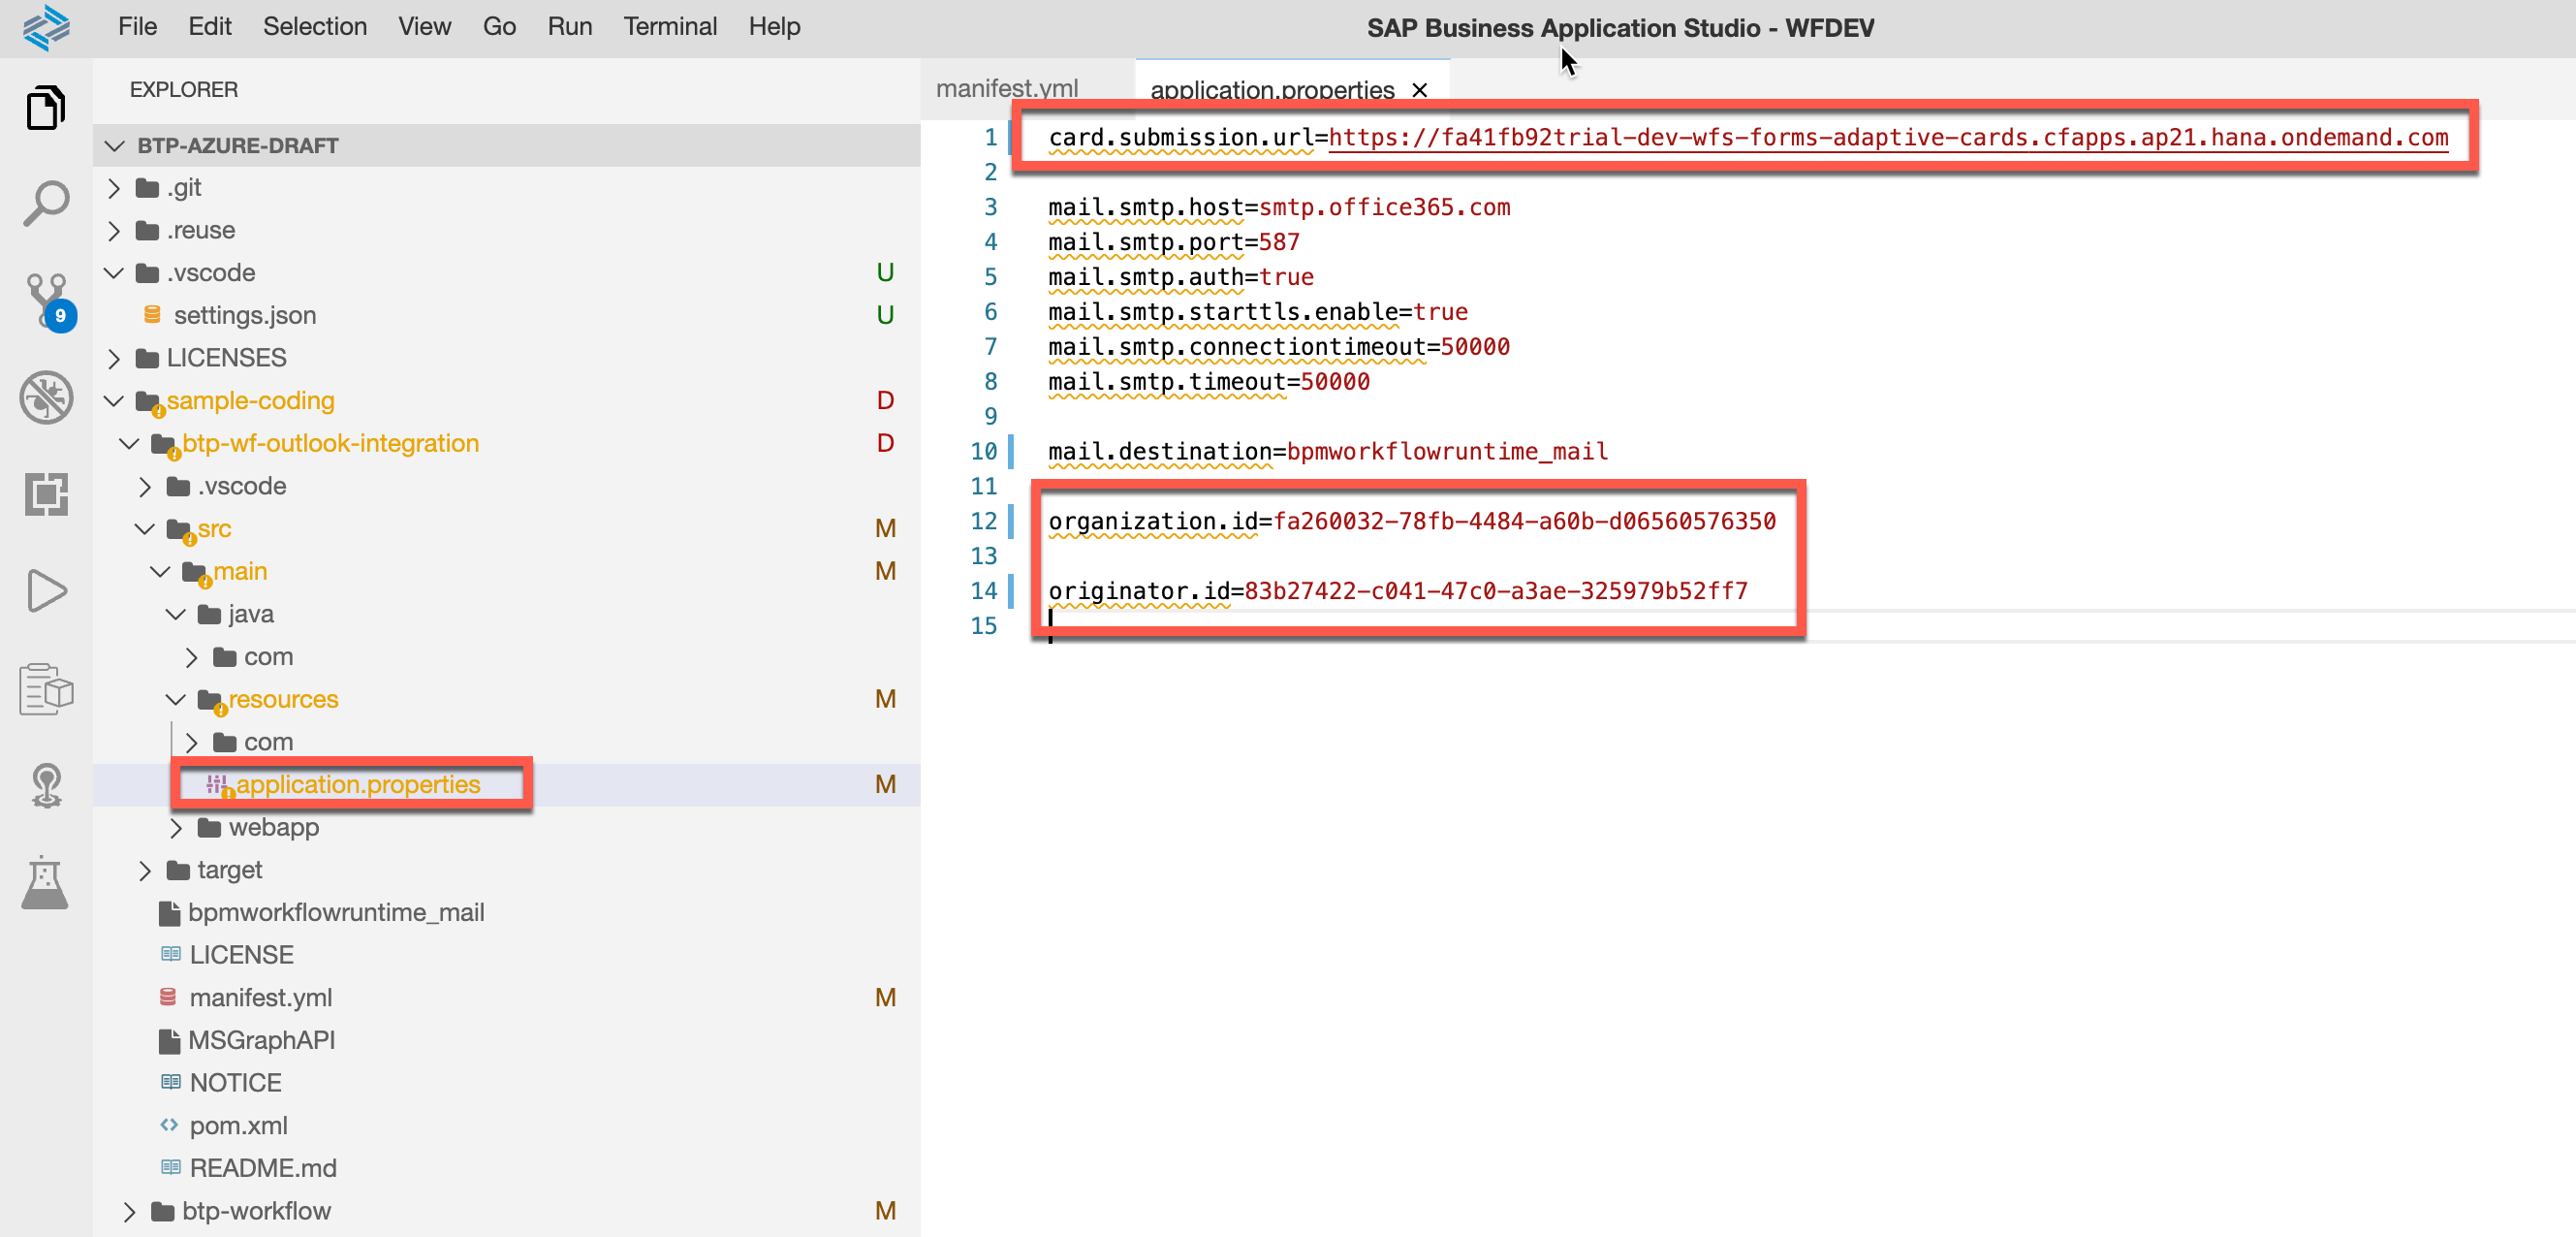 File Edit Selection View Go Run Terminal Help
SAP Business Application Studio - WFDEV
EXPLORER
BTP-AZURE-DRAFT
.git
.reuse
.vscode U
settings.json U
LICENSES
sample-coding D
btp-wf-outlook-integration D
.vscode
src M
main M
java
com
resources M
com
application.properties M
webapp
target
bpmworkflowruntime_mail
LICENSE
manifest.yml M
MSGraphAPI
NOTICE
pom.xml
README.md
btp-workflow M
9
manifest.yml application.properties ×
1 card.submission.url=https://fa41fb92trial-dev-wfs-forms-adaptive-cards.cfapps.ap21.hana.ondemand.com
2
3 mail.smtp.host=smtp.office365.com
4 mail.smtp.port=587
5 mail.smtp.auth=true
6 mail.smtp.starttls.enable=true
7 mail.smtp.connectiontimeout=50000
8 mail.smtp.timeout=50000
9
10 mail.destination=bpmworkflowruntime_mail
11
12 organization.id=fa260032-78fb-4484-a60b-d06560576350
13
14 originator.id=83b27422-c041-47c0-a3ae-325979b52ff7
15